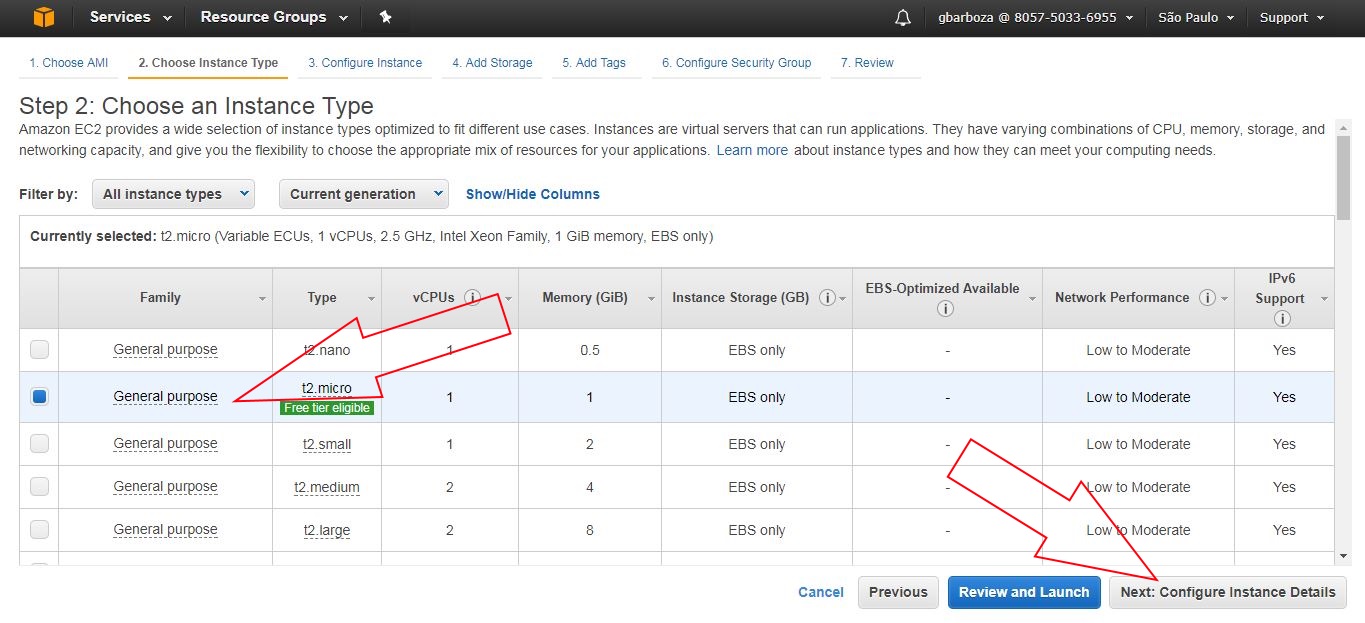 Services Resource Groups gbarboza @ 8057-5033-6955 São Paulo Support
1. Choose AMI 2. Choose Instance Type 3. Configure Instance 4. Add Storage 5. Add Tags 6. Configure Security Group 7. Review
Step 2: Choose an Instance Type
Amazon EC2 provides a wide selection of instance types optimized to fit different use cases. Instances are virtual servers that can run applications. They have varying combinations of CPU, memory, storage, and
networking capacity, and give you the flexibility to choose the appropriate mix of resources for your applications. Learn more about instance types and how they can meet your computing needs.
Filter by: All instance types Current generation Show/Hide Columns
Currently selected: t2.micro (Variable ECUs, 1 vCPUs, 2.5 GHz, Intel Xeon Family, 1 GiB memory, EBS only)
Family Type vCPUs i Memory (GiB) Instance Storage (GB) i EBS-Optimized Available i Network Performance i IPv6 Support i
General purpose t2.nano 1 0.5 EBS only - Low to Moderate Yes
General purpose t2.micro 1 1 EBS only - Low to Moderate Yes
Free tier eligible
General purpose t2.small 1 2 EBS only - Low to Moderate Yes
General purpose t2.medium 2 4 EBS only - Low to Moderate Yes
General purpose t2.large 2 8 EBS only - Low to Moderate Yes
Cancel Previous Review and Launch Next: Configure Instance Details